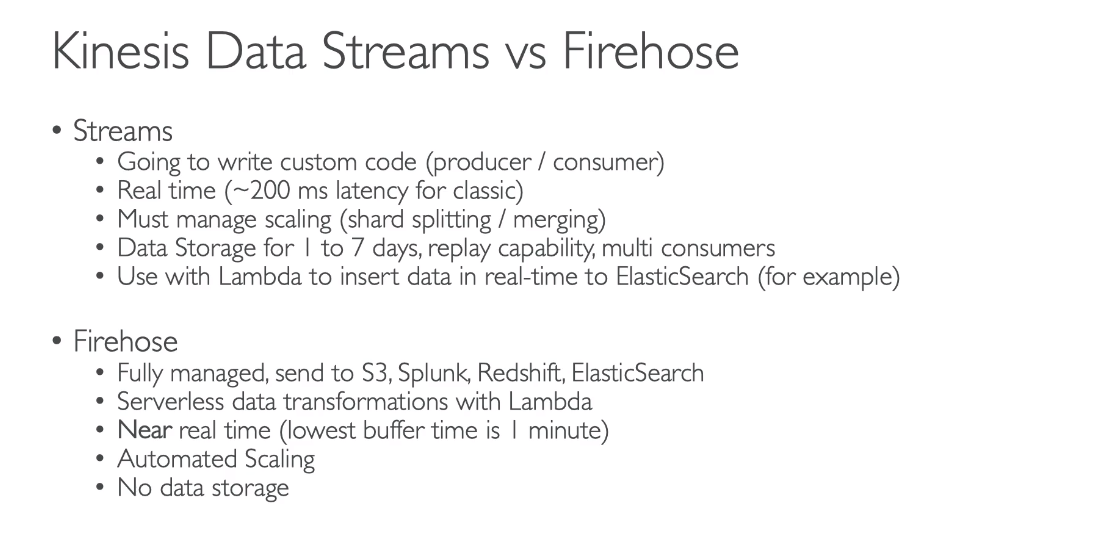 Kinesis Data Streams vs Firehose
• Streams
• Going to write custom code (producer / consumer)
• Real time (~200 ms latency for classic)
• Must manage scaling (shard splitting / merging)
• Data Storage for 1 to 7 days, replay capability, multi consumers
• Use with Lambda to insert data in real-time to ElasticSearch (for example)
• Firehose
• Fully managed, send to S3, Splunk, Redshift, ElasticSearch
• Serverless data transformations with Lambda
• Near real time (lowest buffer time is 1 minute)
• Automated Scaling
• No data storage